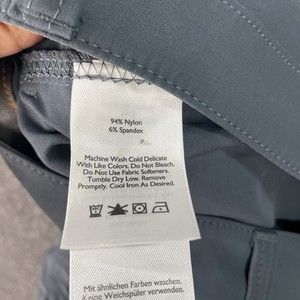 94% Nylon
6% Spandex
Machine Wash Cold Delicate
With Like Colors. Do Not Bleach.
Do Not Use Fabric Softeners.
Tumble Dry Low. Remove
Promptly. Cool Iron As Desired.
Mit ähnlichen Farben waschen.
Keine Weichspüler verwenden.